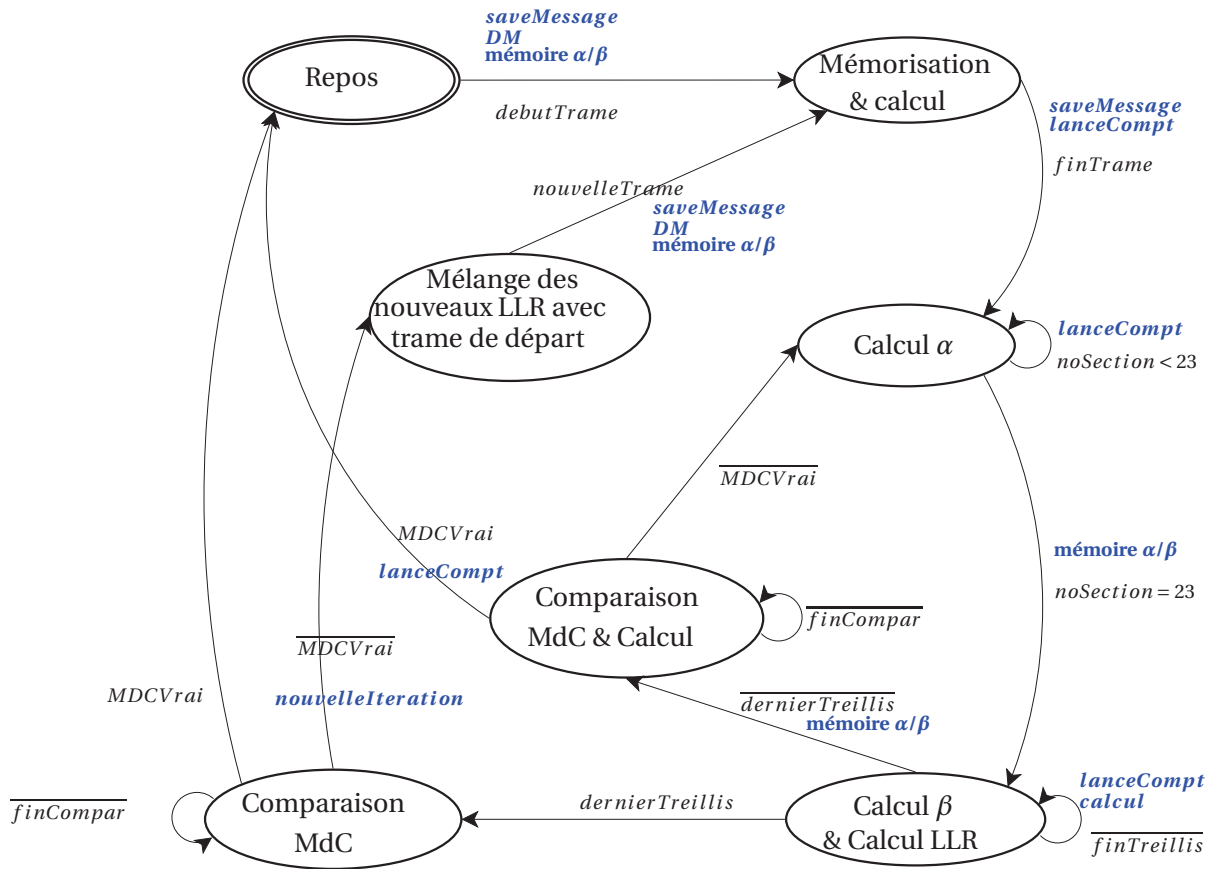 saveMessage
DM
mémoire α/β
Repos
debutTrame
Mémorisation
& calcul
saveMessage
lanceCompt
finTrame
nouvelleTrame
saveMessage
DM
mémoire α/β
Mélange des
nouveaux LLR avec
trame de départ
Calcul α
lanceCompt
noSection < 23
MDCVrai
MDCVrai
lanceCompt
mémoire α/β
noSection = 23
Comparaison
MdC & Calcul
finCompar
MDCVrai
nouvelleIteration
MDCVrai
dernierTreillis
mémoire α/β
finCompar
Comparaison
MdC
dernierTreillis
Calcul β
& Calcul LLR
lanceCompt
calcul
finTreillis